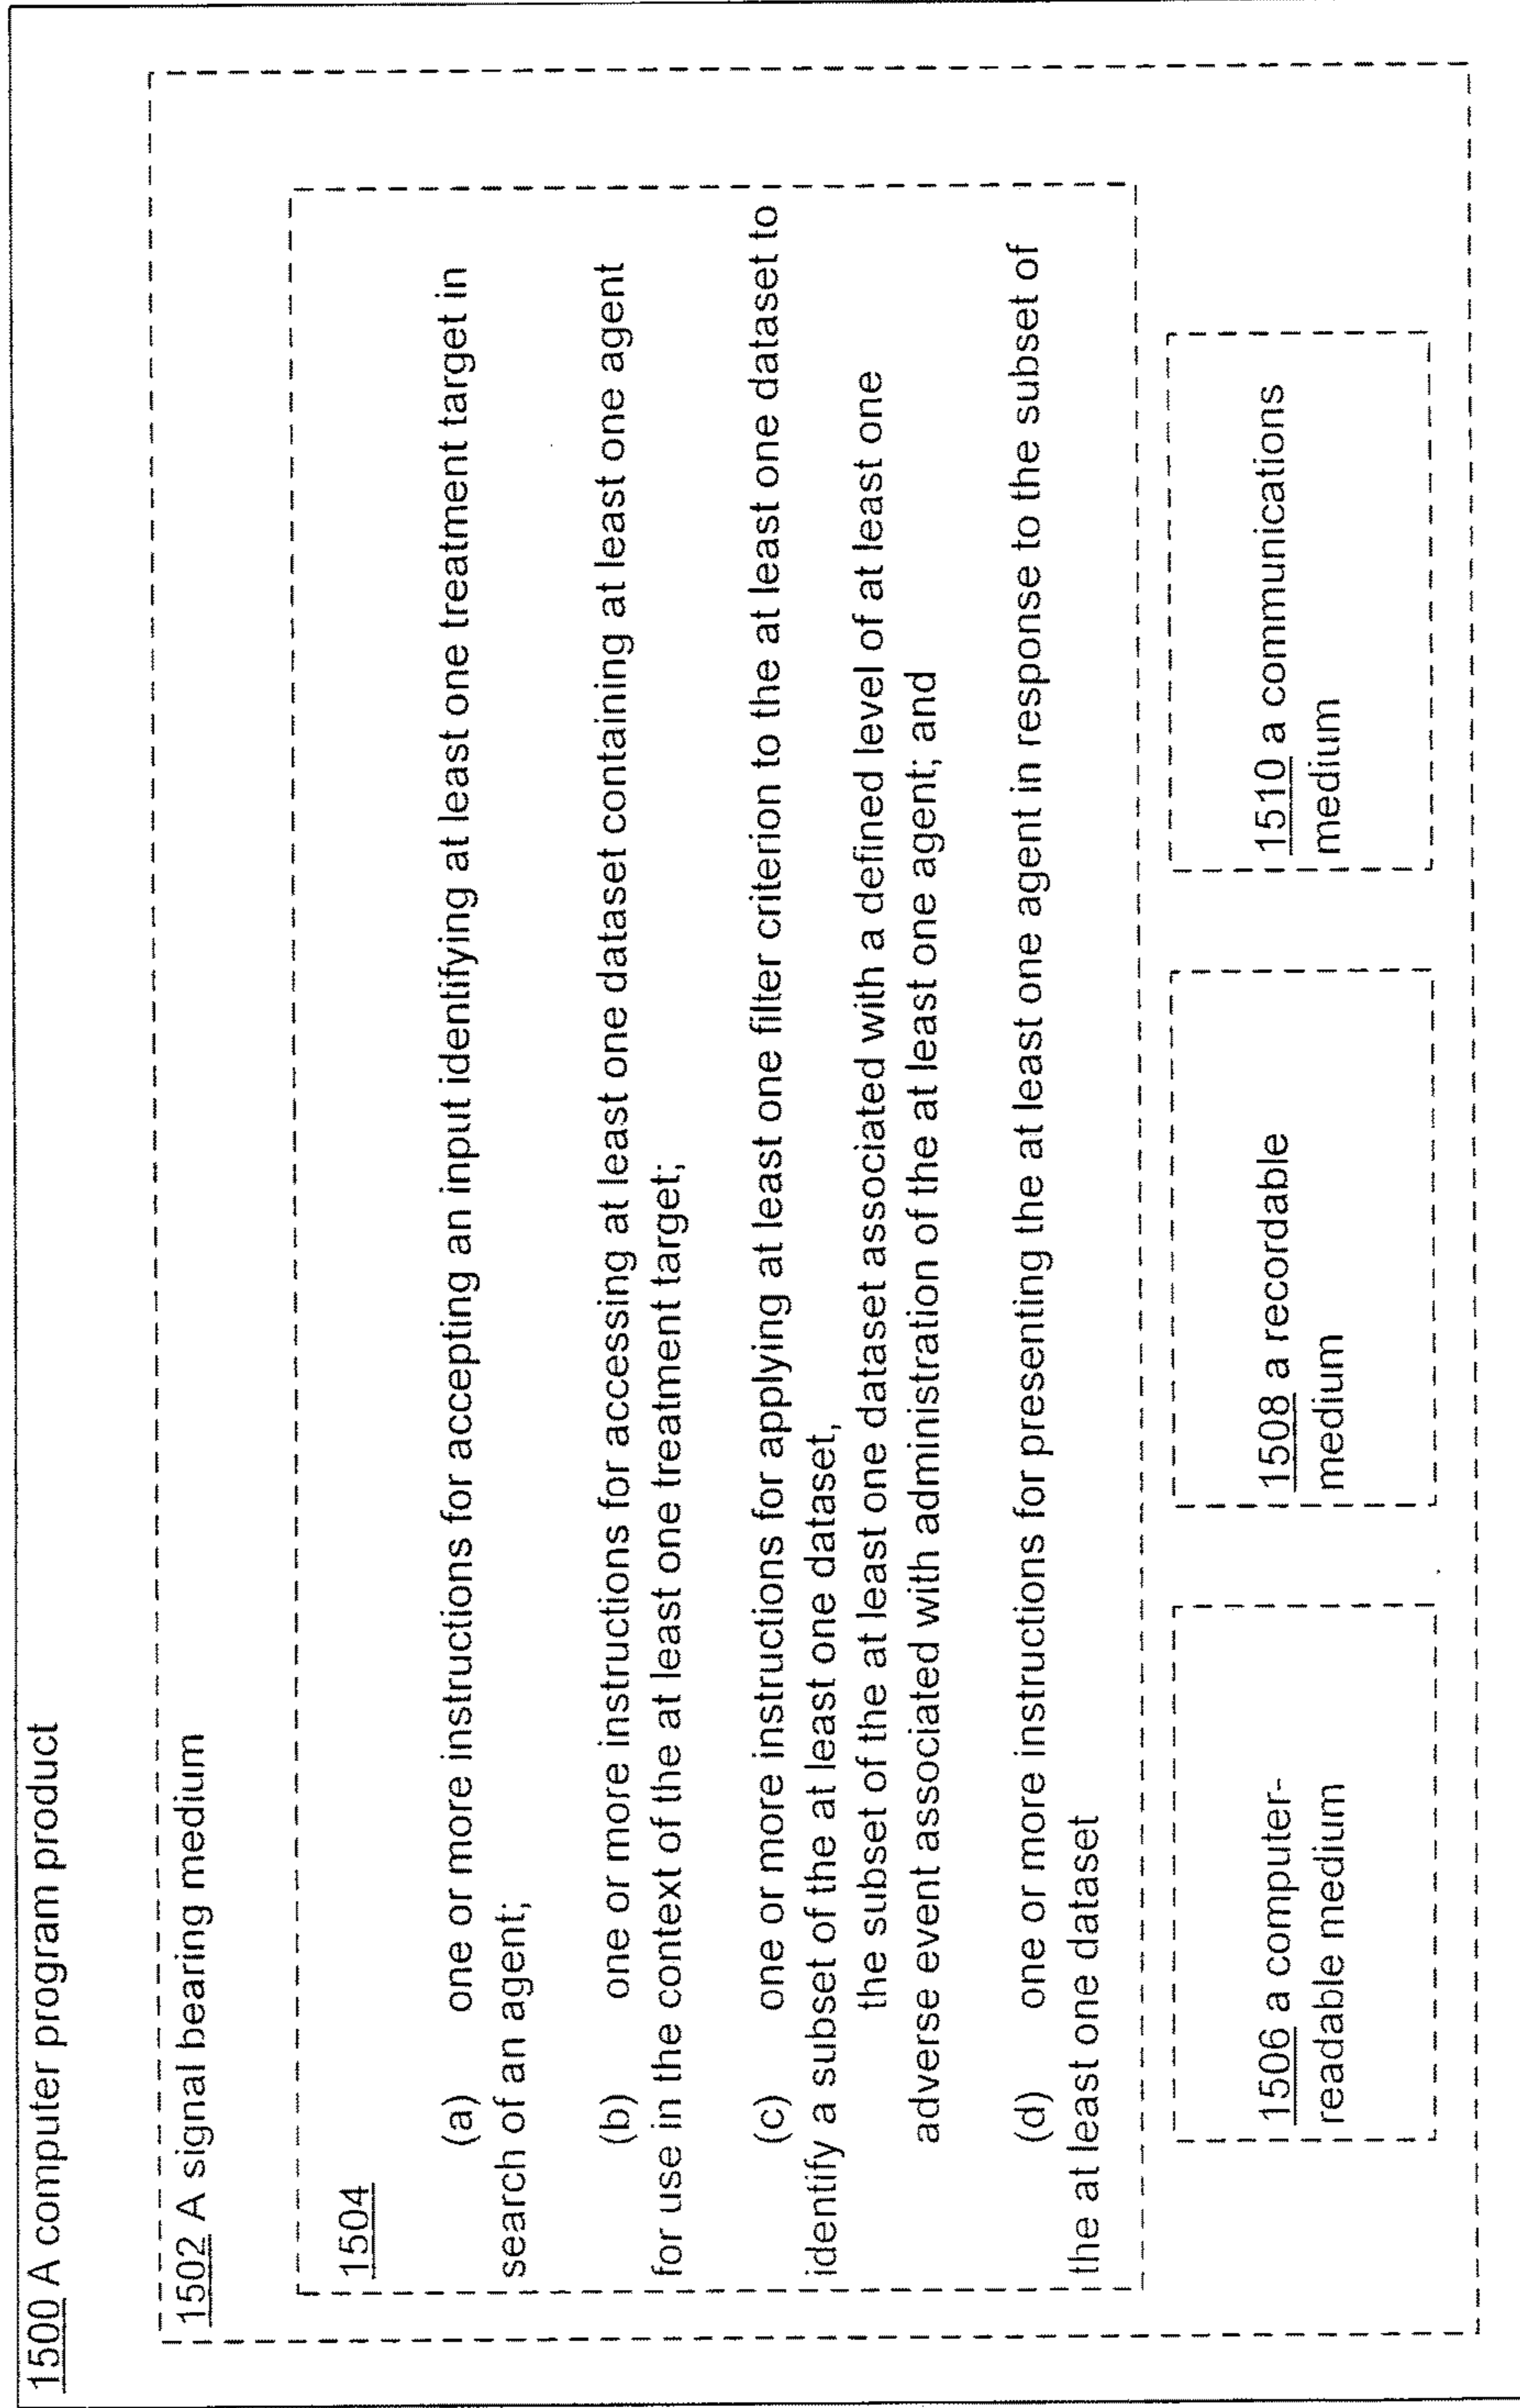 1500 A computer program product
1502 A signal bearing medium
1504
(a) one or more instructions for accepting an input identifying at least one treatment target in
search of an agent;
(b) one or more instructions for accessing at least one dataset containing at least one agent
for use in the context of the at least one treatment target;
(c) one or more instructions for applying at least one filter criterion to the at least one dataset to
identify a subset of the at least one dataset,
the subset of the at least one dataset associated with a defined level of at least one
adverse event associated with administration of the at least one agent; and
(d) one or more instructions for presenting the at least one agent in response to the subset of
the at least one dataset
1506 a computer-
readable medium
1508 a recordable
medium
1510 a communications
medium